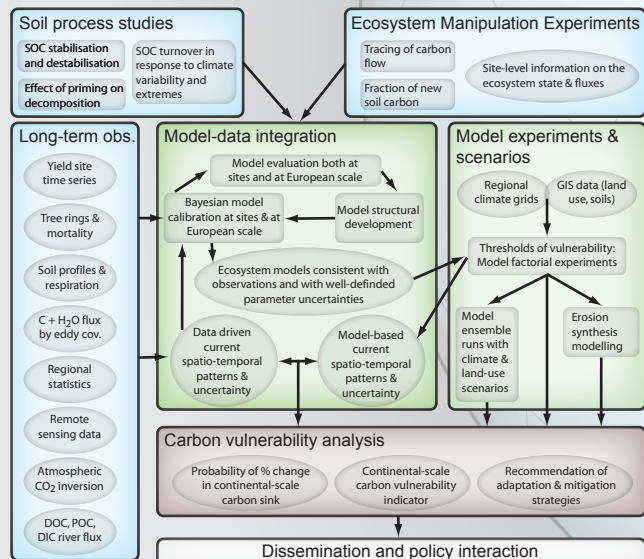 Soil process studies
SOC stabilisation
and destabilisation
Effect of priming on
decomposition
SOC turnover in
response to climate
variability and
extremes
Ecosystem Manipulation Experiments
Tracing of carbon
flow
Fraction of new
soil carbon
Site-level information on the
ecosystem state & fluxes
Long-term obs.
Yield site
time series
Tree rings &
mortality
Soil profiles &
respiration
C + H2O flux
by eddy cov.
Regional
statistics
Remote
sensing data
Atmospheric
CO2 inversion
DOC, POC,
DIC river flux
Model-data integration
Model evaluation both at
sites and at European scale
Bayesian model
calibration at sites & at
European scale
Model structural
development
Ecosystem models consistent with
observations and with well-definded
parameter uncertainties
Data driven
current
spatio-temporal
patterns &
uncertainty
Model-based
current
spatio-temporal
patterns &
uncertainty
Model experiments &
scenarios
Regional
climate grids
GIS data (land
use, soils)
Thresholds of vulnerability:
Model factorial experiments
Model
ensemble
runs with
climate &
land-use
scenarios
Erosion
synthesis
modelling
Carbon vulnerability analysis
Probability of % change
in continental-scale
carbon sink
Continental-scale
carbon vulnerability
indicator
Recommendation of
adaptation & mitigation
strategies
Dissemination and policy interaction